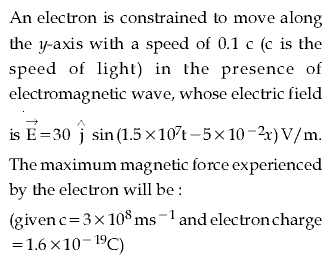 An electron is constrained to move along
the y-axis with a speed of 0.1 c (c is the
speed of light) in the presence of
electromagnetic wave, whose electric field
is E⃗=30 ĵ sin(1.5×10⁷t−5×10⁻²x)V/m.
The maximum magnetic force experienced
by the electron will be :
(given c=3×10⁸ms⁻¹ and electron charge
=1.6×10⁻¹⁹C)